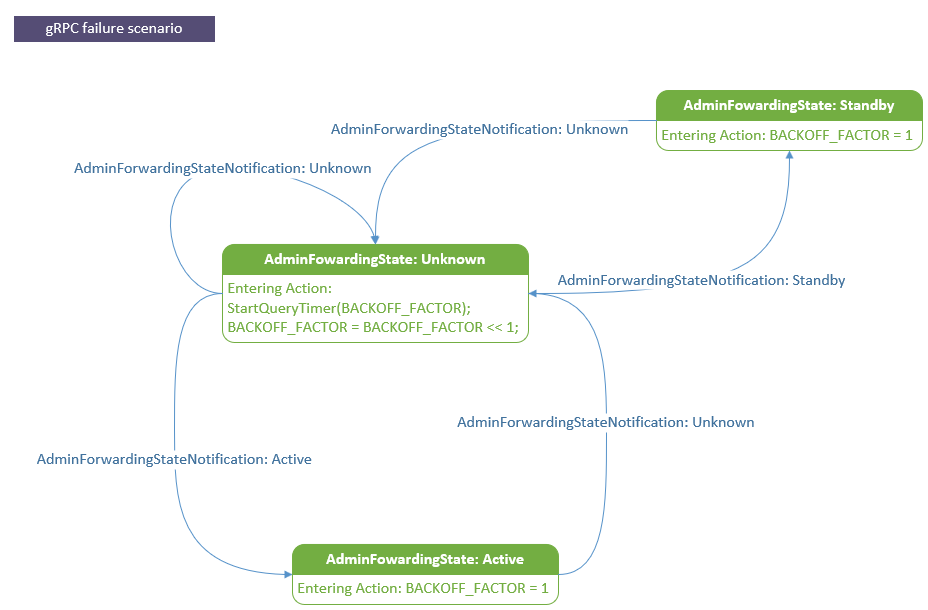 gRPC failure scenario
AdminFowardingState: Standby
Entering Action: BACKOFF_FACTOR = 1
AdminForwardingStateNotification: Unknown
AdminForwardingStateNotification: Unknown
AdminFowardingState: Unknown
Entering Action:
StartQueryTimer(BACKOFF_FACTOR);
BACKOFF_FACTOR = BACKOFF_FACTOR << 1;
AdminForwardingStateNotification: Standby
AdminForwardingStateNotification: Unknown
AdminForwardingStateNotification: Active
AdminFowardingState: Active
Entering Action: BACKOFF_FACTOR = 1